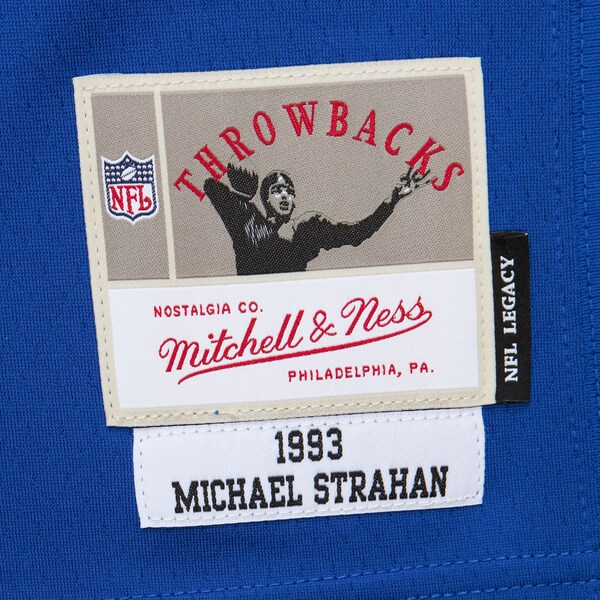 THROWBACKS
NFL
NOSTALGIA CO.
Mitchell & Ness
PHILADELPHIA, PA.
NFL LEGACY
1993
MICHAEL STRAHAN